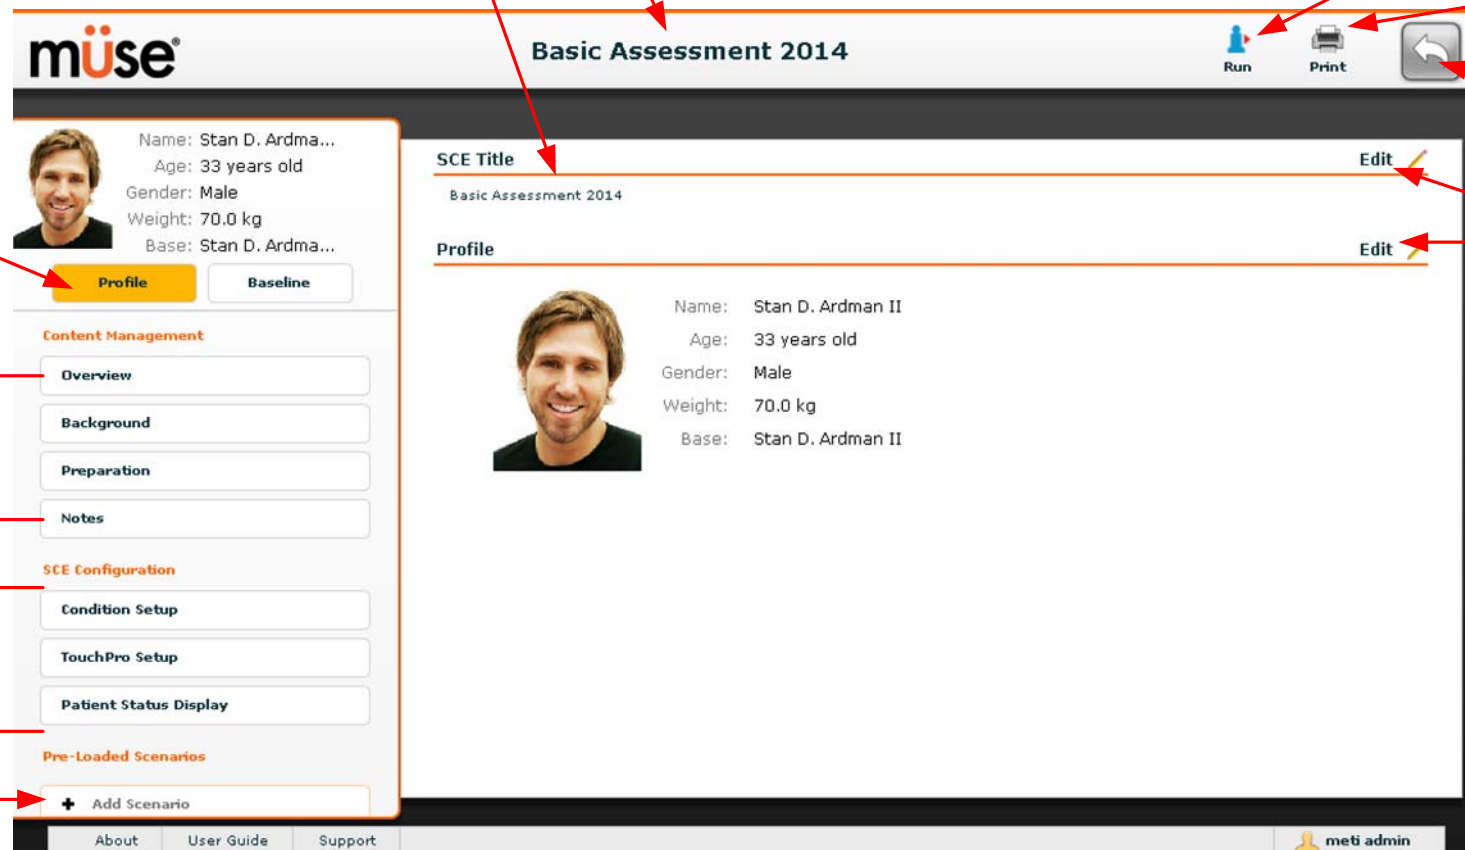 müse®
Basic Assessment 2014
Run
Print
Name: Stan D. Ardma...
Age: 33 years old
Gender: Male
Weight: 70.0 kg
Base: Stan D. Ardma...
Profile
Baseline
Content Management
Overview
Background
Preparation
Notes
SCE Configuration
Condition Setup
TouchPro Setup
Patient Status Display
Pre-Loaded Scenarios
+ Add Scenario
SCE Title
Edit
Basic Assessment 2014
Profile
Edit
Name: Stan D. Ardman II
Age: 33 years old
Gender: Male
Weight: 70.0 kg
Base: Stan D. Ardman II
About
User Guide
Support
meti admin